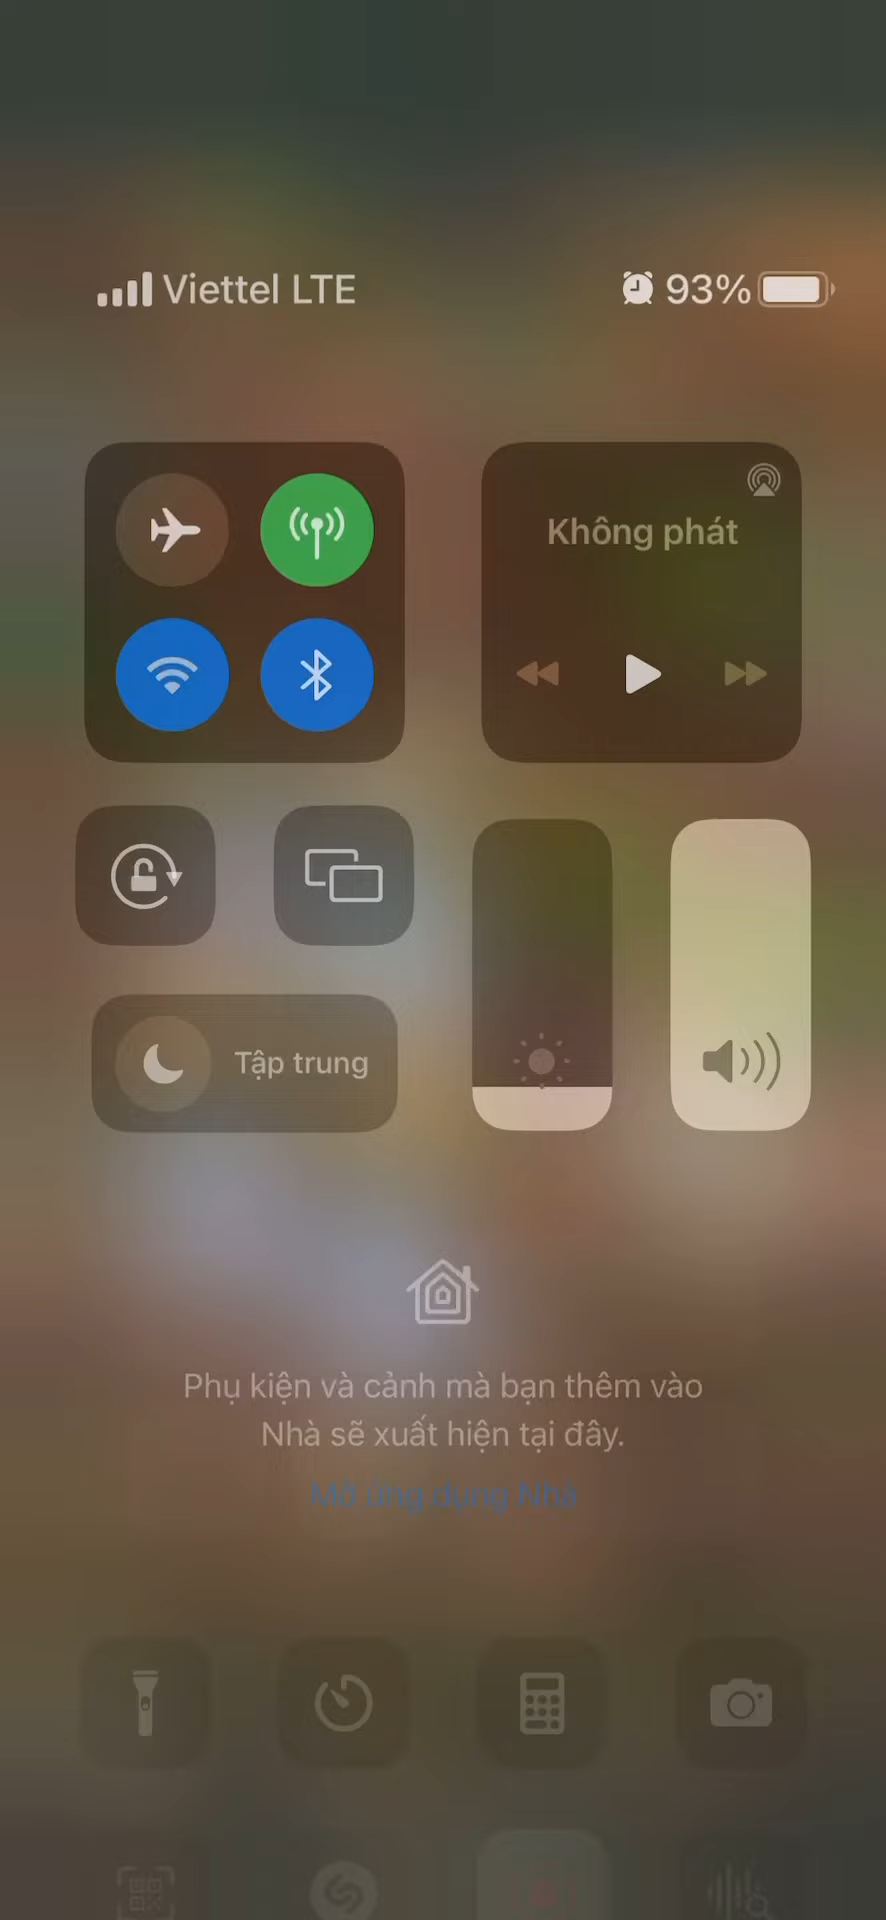 Viettel LTE 93%
Không phát
Tập trung
Phụ kiện và cảnh mà bạn thêm vào
Nhà sẽ xuất hiện tại đây.
Mở ứng dụng Nhà